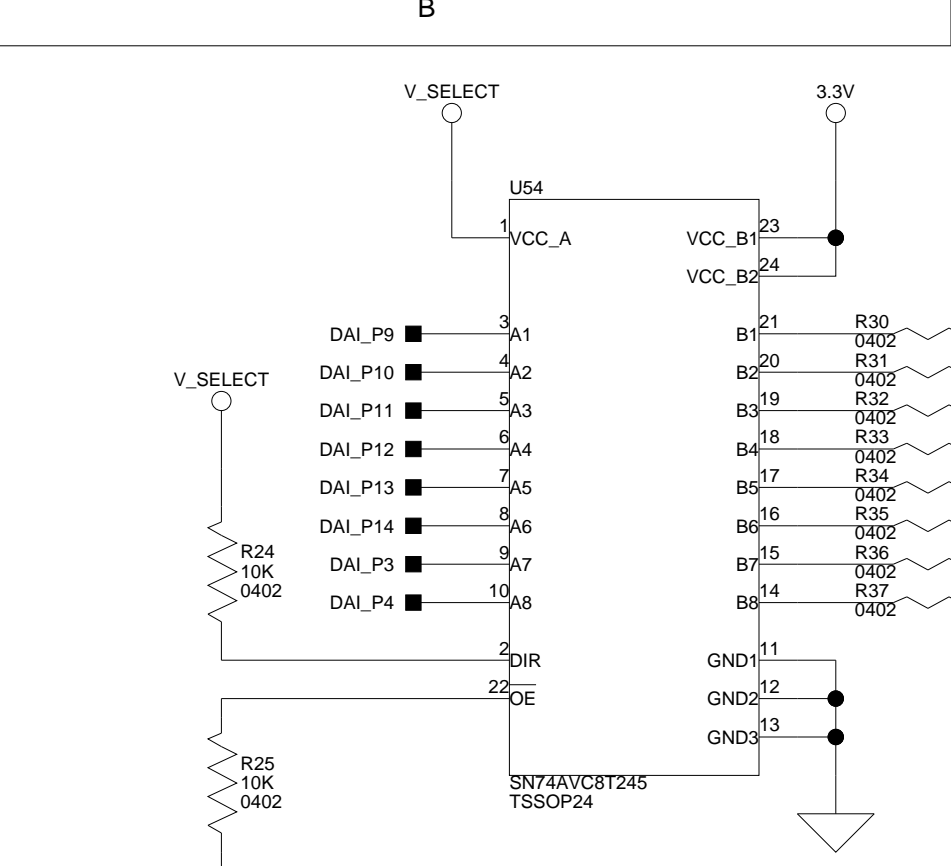 B
V_SELECT
3.3V
U54
1 VCC_A VCC_B1 23
VCC_B2 24
DAI_P9 3 A1 B1 21 R30 0402
DAI_P10 4 A2 B2 20 R31 0402
V_SELECT
DAI_P11 5 A3 B3 19 R32 0402
DAI_P12 6 A4 B4 18 R33 0402
DAI_P13 7 A5 B5 17 R34 0402
DAI_P14 8 A6 B6 16 R35 0402
DAI_P3 9 A7 B7 15 R36 0402
DAI_P4 10 A8 B8 14 R37 0402
R24
10K
0402
2 DIR GND1 11
22 OE GND2 12
GND3 13
R25
10K
0402
SN74AVC8T245
TSSOP24